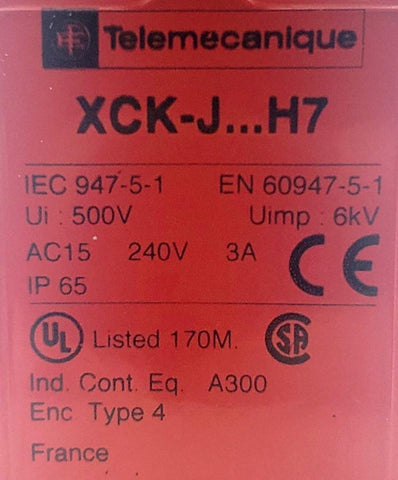 Telemecanique
XCK-J...H7
IEC 947-5-1 EN 60947-5-1
Ui : 500V Uimp : 6kV
AC15 240V 3A CE
IP 65
UL Listed 170M. SA
Ind. Cont. Eq. A300
Enc. Type 4
France